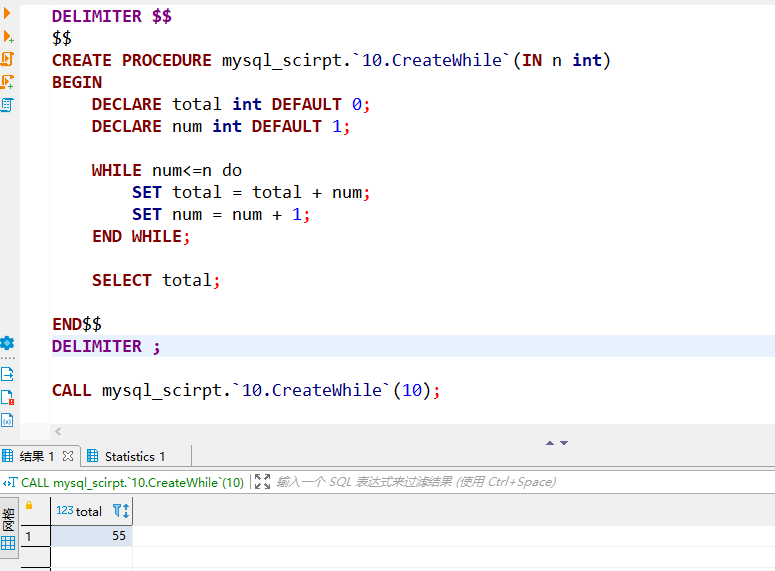 DELIMITER $$
$$
CREATE PROCEDURE mysql_scirpt.`10.CreateWhile`(IN n int)
BEGIN
    DECLARE total int DEFAULT 0;
    DECLARE num int DEFAULT 1;
    WHILE num<=n do
        SET total = total + num;
        SET num = num + 1;
    END WHILE;
    SELECT total;
END$$
DELIMITER ;
CALL mysql_scirpt.`10.CreateWhile`(10);
结果 1 Statistics 1
CALL mysql_scirpt.`10.CreateWhile`(10) 输入一个 SQL 表达式来过滤结果 (使用 Ctrl+Space)
网格
123 total
1 55